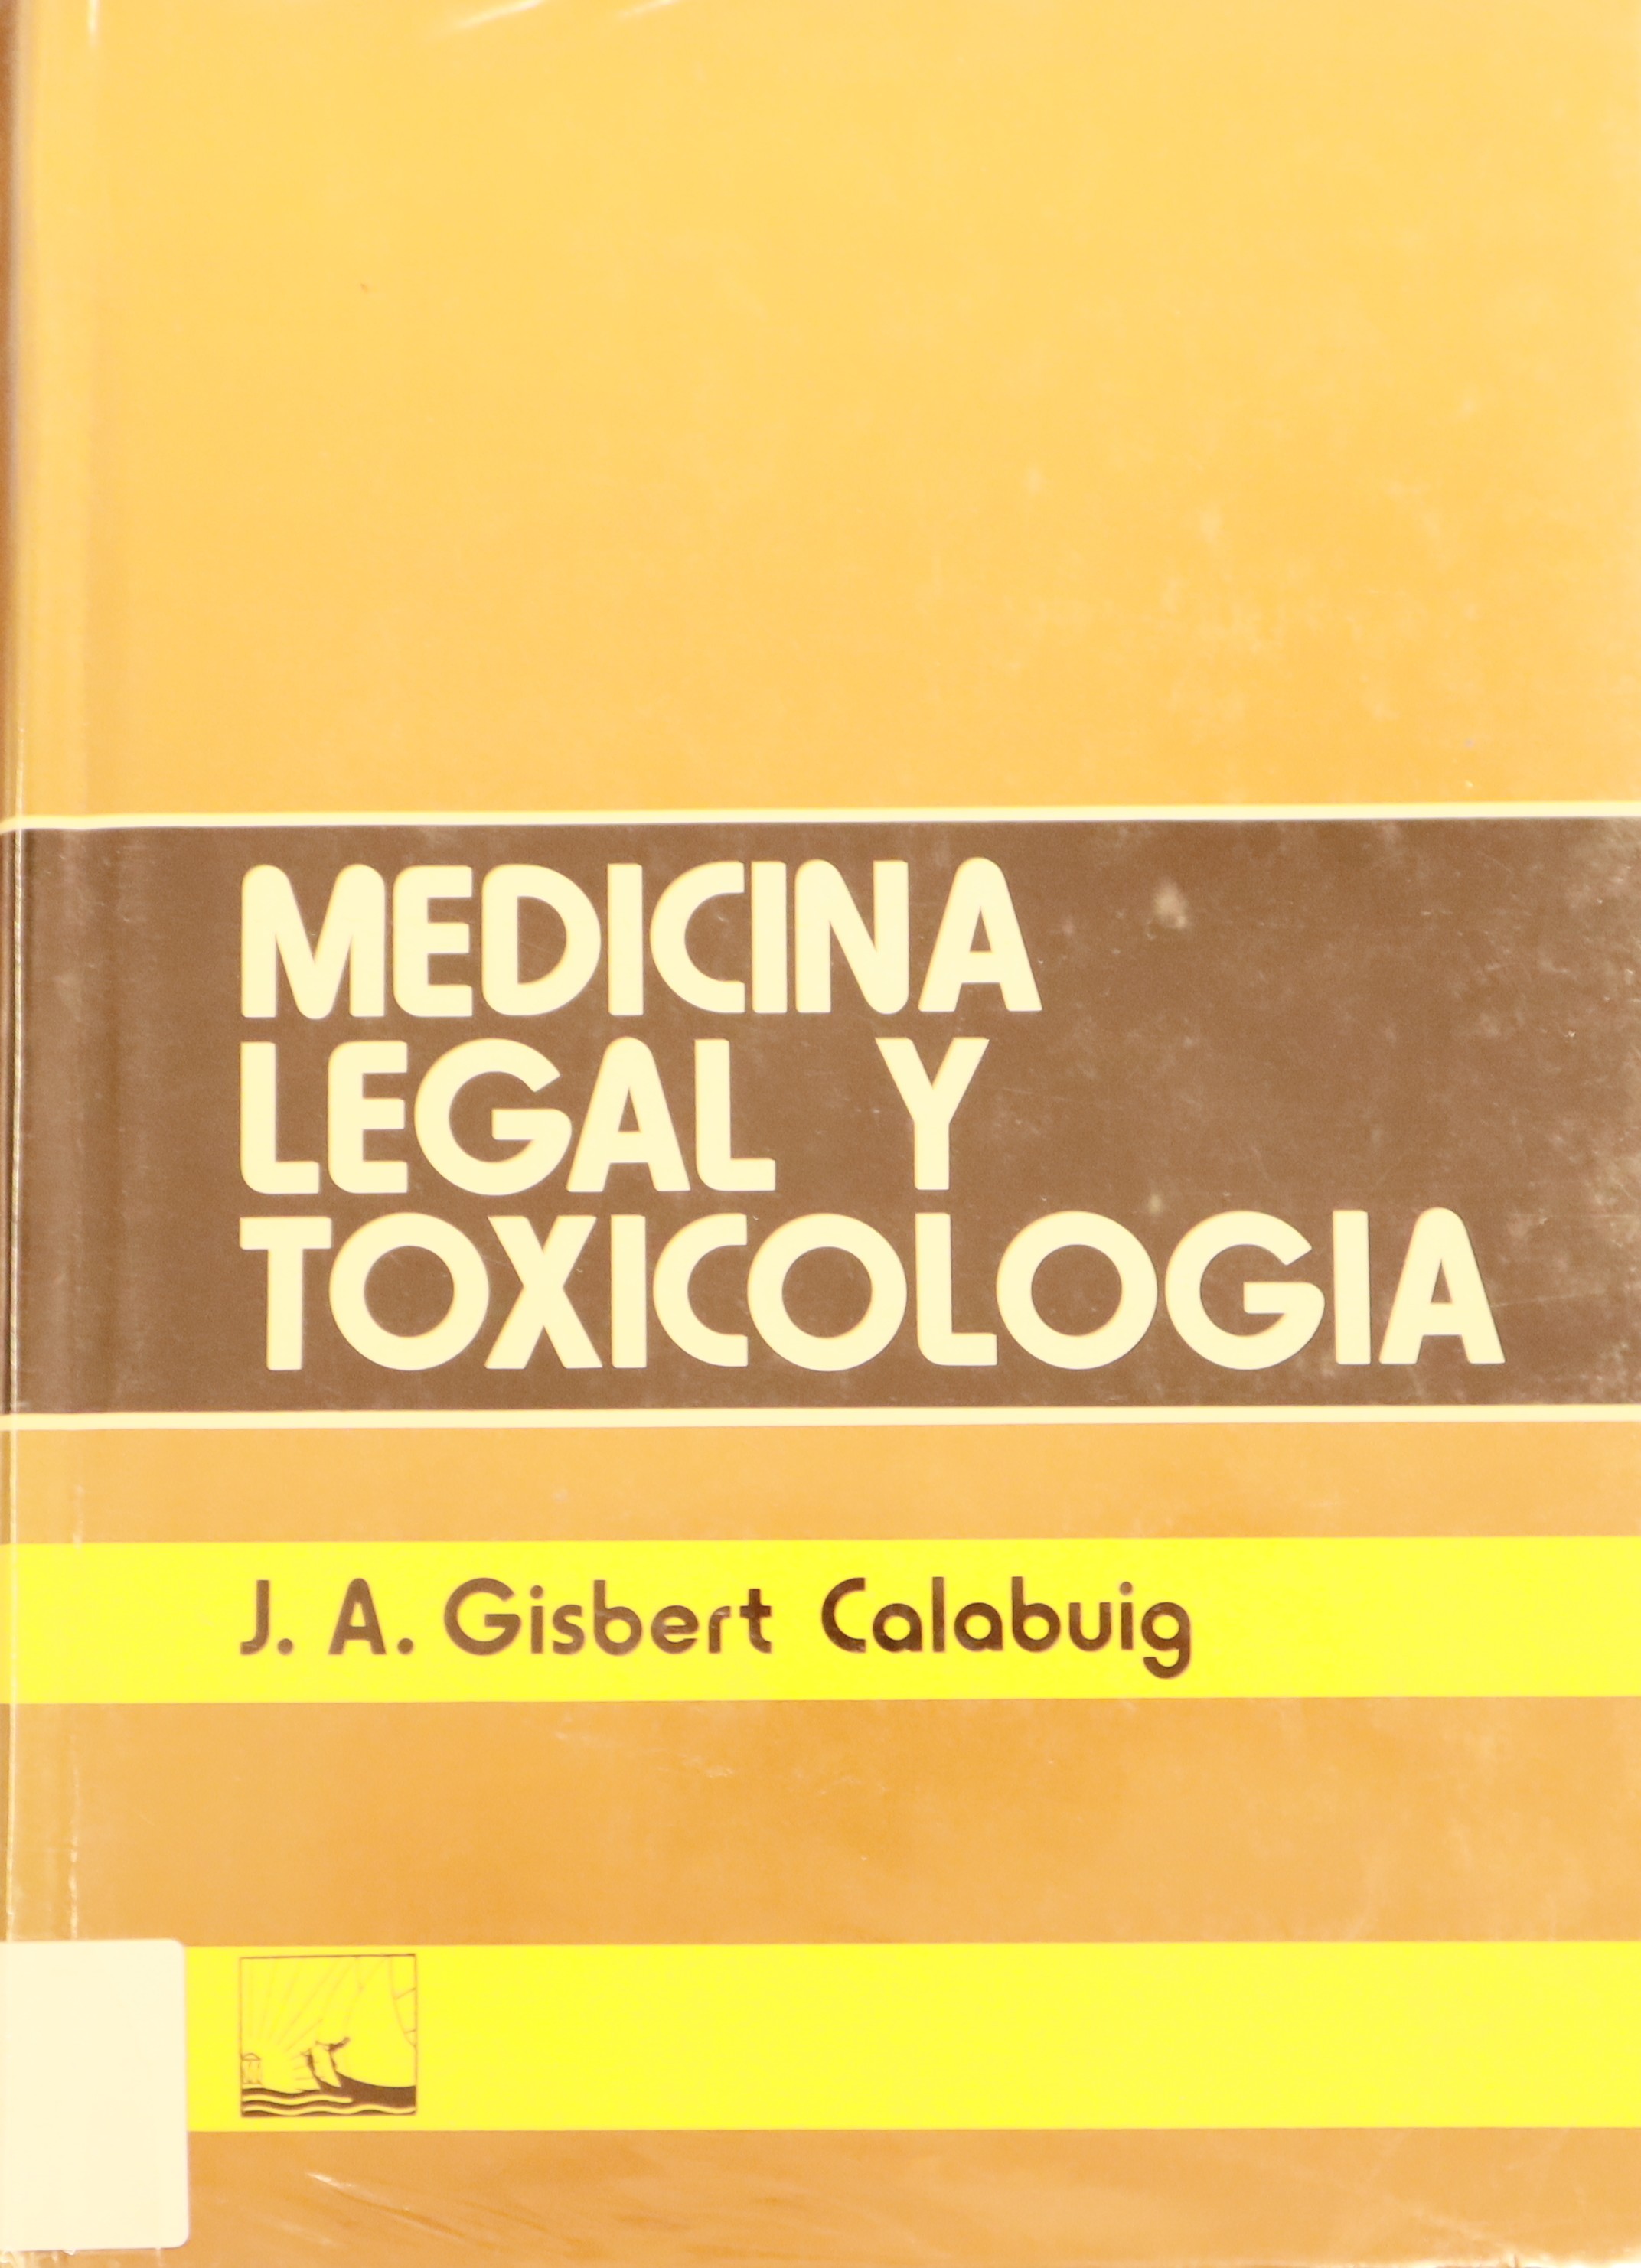 MEDICINA
LEGAL Y
TOXICOLOGIA
J. A. Gisbert Calabuig